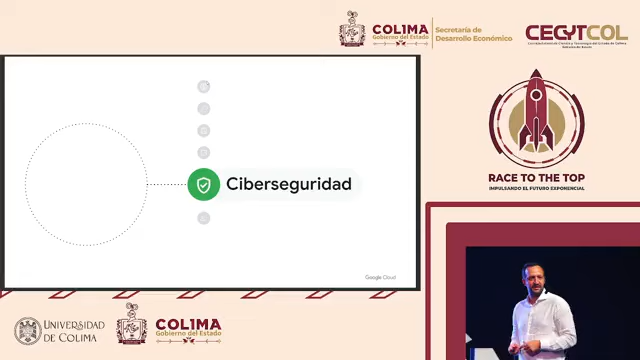 COLIMA
Gobierno del Estado
Secretaría de
Desarrollo Económico
CECYTCOL
RACE TO THE TOP
IMPULSANDO EL FUTURO EXPONENCIAL
Ciberseguridad
Google Cloud
UNIVERSIDAD
DE COLIMA
COLIMA
Gobierno del Estado